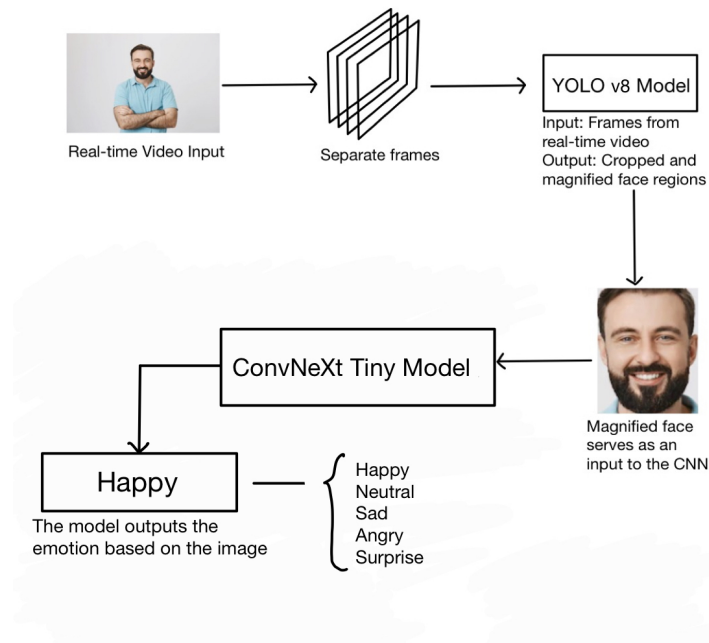 Real-time Video Input
Separate frames
YOLO v8 Model
Input: Frames from
real-time video
Output: Cropped and
magnified face regions
Magnified face
serves as an
input to the CNN
ConvNeXt Tiny Model
Happy
The model outputs the
emotion based on the image
Happy
Neutral
Sad
Angry
Surprise